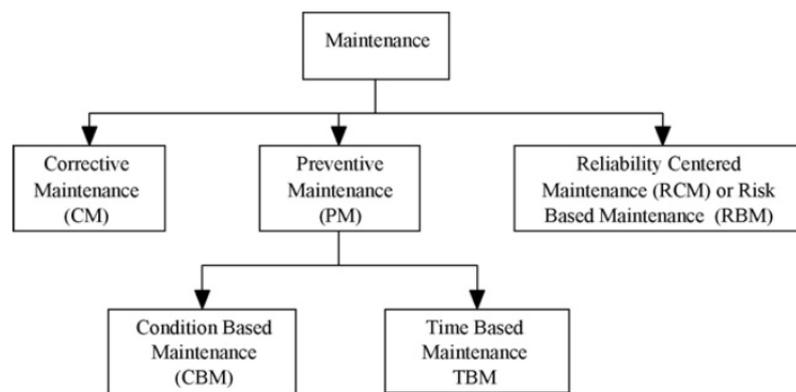 Maintenance
Corrective
Maintenance
(CM)
Preventive
Maintenance
(PM)
Reliability Centered
Maintenance (RCM) or Risk
Based Maintenance (RBM)
Condition Based
Maintenance
(CBM)
Time Based
Maintenance
TBM